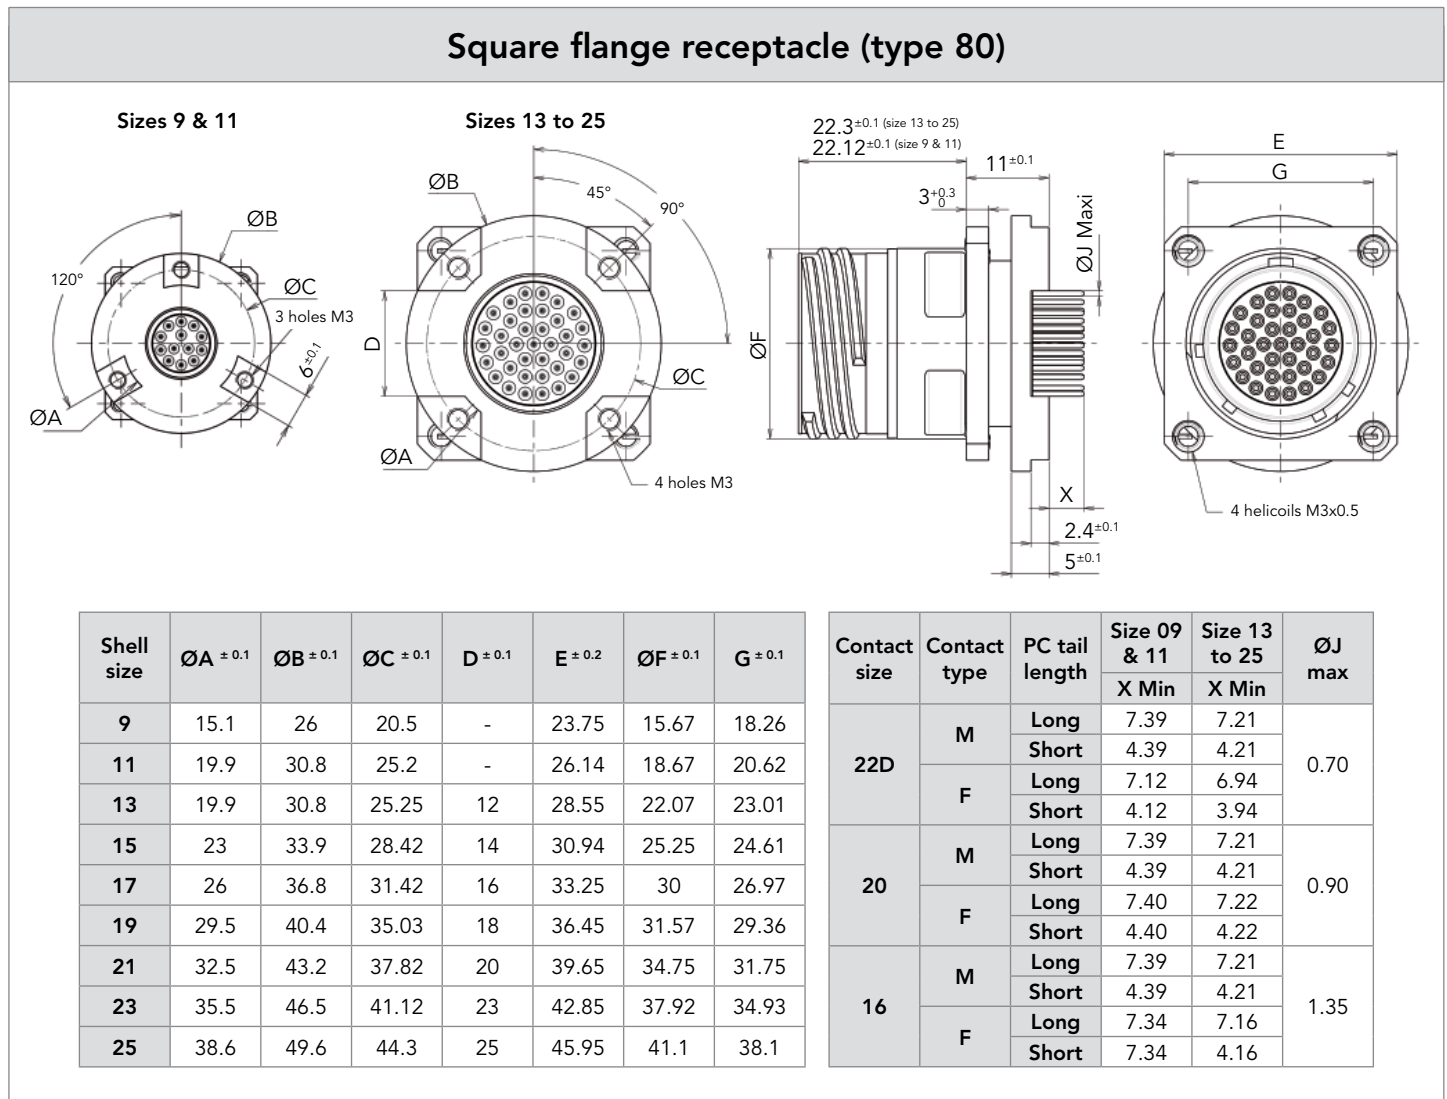 Square flange receptacle (type 80)
Sizes 9 & 11
Sizes 13 to 25
120°
ØB
ØC
3 holes M3
6±0.1
ØA
ØB
45°
90°
D
ØC
ØA
4 holes M3
22.3±0.1 (size 13 to 25)
22.12±0.1 (size 9 & 11)
11±0.1
3+0.3 0
ØJ Maxi
ØF
X
2.4±0.1
5±0.1
E
G
4 helicoils M3x0.5
Shell size ØA ± 0.1 ØB ± 0.1 ØC ± 0.1 D ± 0.1 E ± 0.2 ØF ± 0.1 G ± 0.1
9 15.1 26 20.5 - 23.75 15.67 18.26
11 19.9 30.8 25.2 - 26.14 18.67 20.62
13 19.9 30.8 25.25 12 28.55 22.07 23.01
15 23 33.9 28.42 14 30.94 25.25 24.61
17 26 36.8 31.42 16 33.25 30 26.97
19 29.5 40.4 35.03 18 36.45 31.57 29.36
21 32.5 43.2 37.82 20 39.65 34.75 31.75
23 35.5 46.5 41.12 23 42.85 37.92 34.93
25 38.6 49.6 44.3 25 45.95 41.1 38.1
Contact size Contact type PC tail length Size 09 & 11 Size 13 to 25 ØJ max
X Min X Min
22D M Long 7.39 7.21 0.70
Short 4.39 4.21
F Long 7.12 6.94
Short 4.12 3.94
20 M Long 7.39 7.21 0.90
Short 4.39 4.21
F Long 7.40 7.22
Short 4.40 4.22
16 M Long 7.39 7.21 1.35
Short 4.39 4.21
F Long 7.34 7.16
Short 7.34 4.16